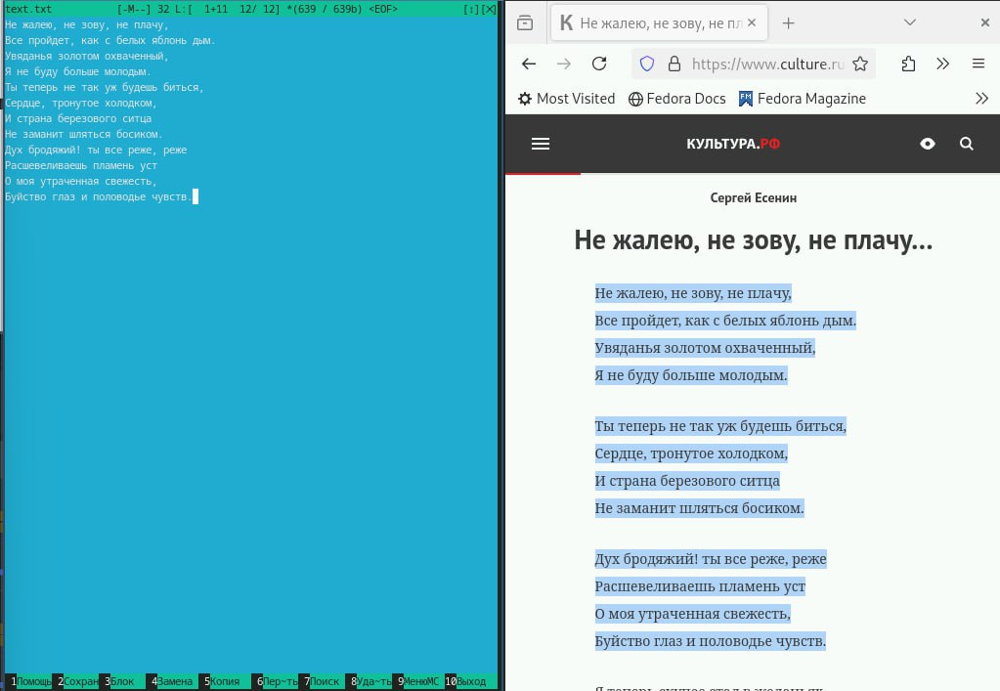 text.txt [-M--] 32 L:[ 1+11 12/ 12] *(639 / 639b) <EOF> [↕][X]
Не жалею, не зову, не плачу,
Все пройдет, как с белых яблонь дым.
Увяданья золотом охваченный,
Я не буду больше молодым.
Ты теперь не так уж будешь биться,
Сердце, тронутое холодком,
И страна березового ситца
Не заманит шляться босиком.
Дух бродяжий! ты все реже, реже
Расшевеливаешь пламень уст
О моя утраченная свежесть,
Буйство глаз и половодье чувств.
1Помощь 2Сохран 3Блок 4Замена 5Копия 6Пер~ть 7Поиск 8Уда~ть 9МенюMC 10Выход
Не жалею, не зову, не пл
https://www.culture.ru
Most Visited Fedora Docs Fedora Magazine
КУЛЬТУРА.РФ
Сергей Есенин
Не жалею, не зову, не плачу...
Не жалею, не зову, не плачу,
Все пройдет, как с белых яблонь дым.
Увяданья золотом охваченный,
Я не буду больше молодым.
Ты теперь не так уж будешь биться,
Сердце, тронутое холодком,
И страна березового ситца
Не заманит шляться босиком.
Дух бродяжий! ты все реже, реже
Расшевеливаешь пламень уст
О моя утраченная свежесть,
Буйство глаз и половодье чувств.